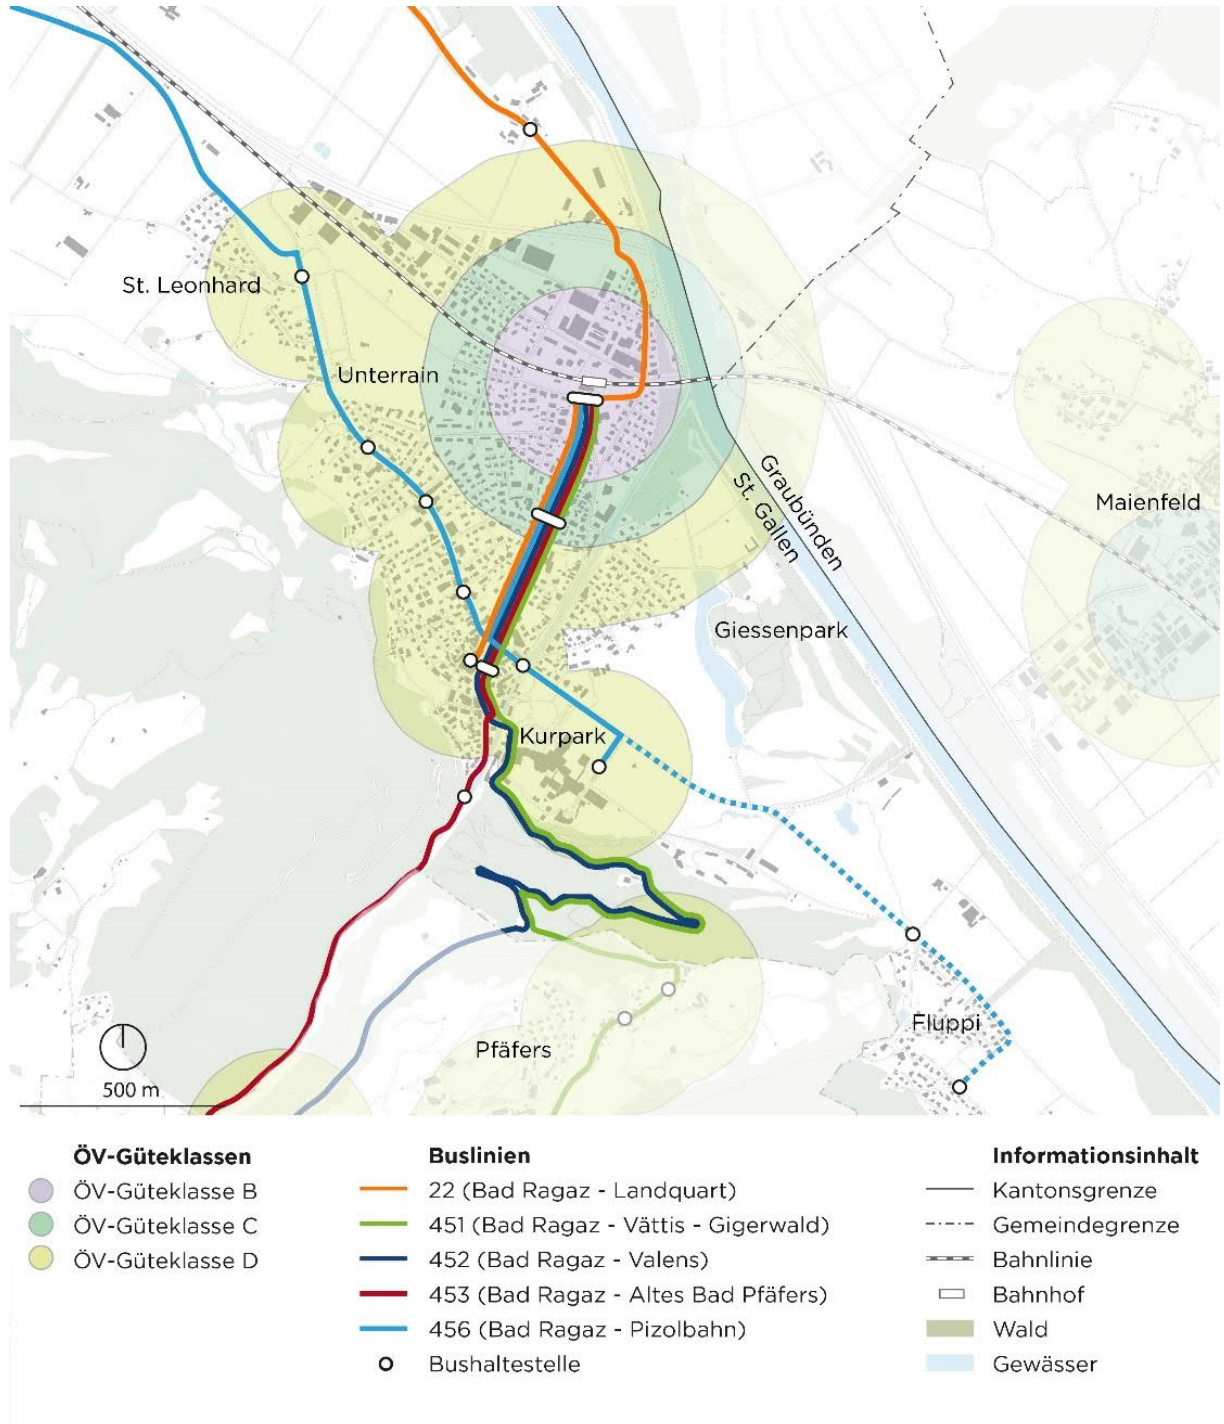 St. Leonhard
Unterrain
Graubünden
St. Gallen
Maienfeld
Giessenpark
Kurpark
Fluppi
Pfäfers
500 m
ÖV-Güteklassen
ÖV-Güteklasse B
ÖV-Güteklasse C
ÖV-Güteklasse D
Buslinien
22 (Bad Ragaz - Landquart)
451 (Bad Ragaz - Vättis - Gigerwald)
452 (Bad Ragaz - Valens)
453 (Bad Ragaz - Altes Bad Pfäfers)
456 (Bad Ragaz - Pizolbahn)
Bushaltestelle
Informationsinhalt
Kantonsgrenze
Gemeindegrenze
Bahnlinie
Bahnhof
Wald
Gewässer